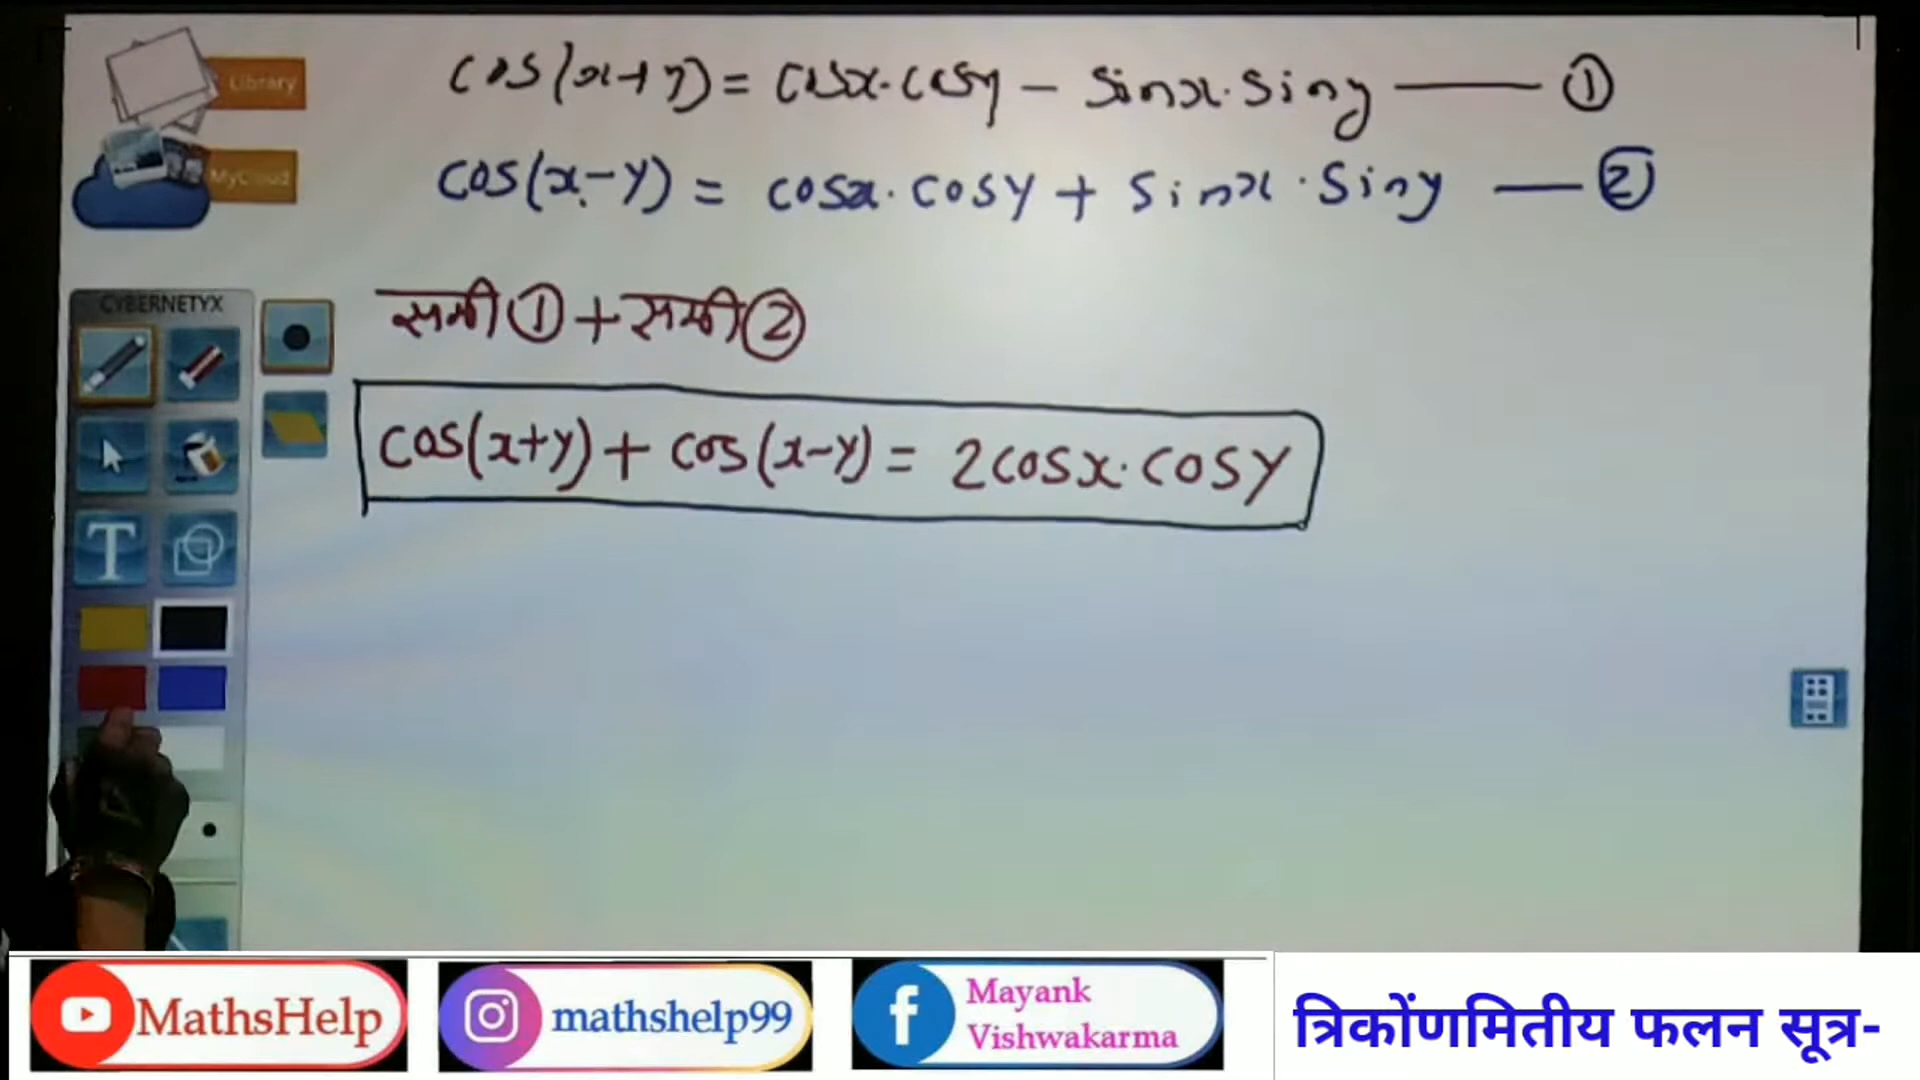 Library
cos(x+y) = cosx·cosy − sinx·siny —— ①
MyCloud
cos(x−y) = cosx·cosy + sinx·siny — ②
CYBERNETYX
समी ① + समी ②
cos(x+y) + cos(x−y) = 2cosx·cosy
T
MathsHelp
mathshelp99
Mayank
Vishwakarma
त्रिकोंणमितीय फलन सूत्र-